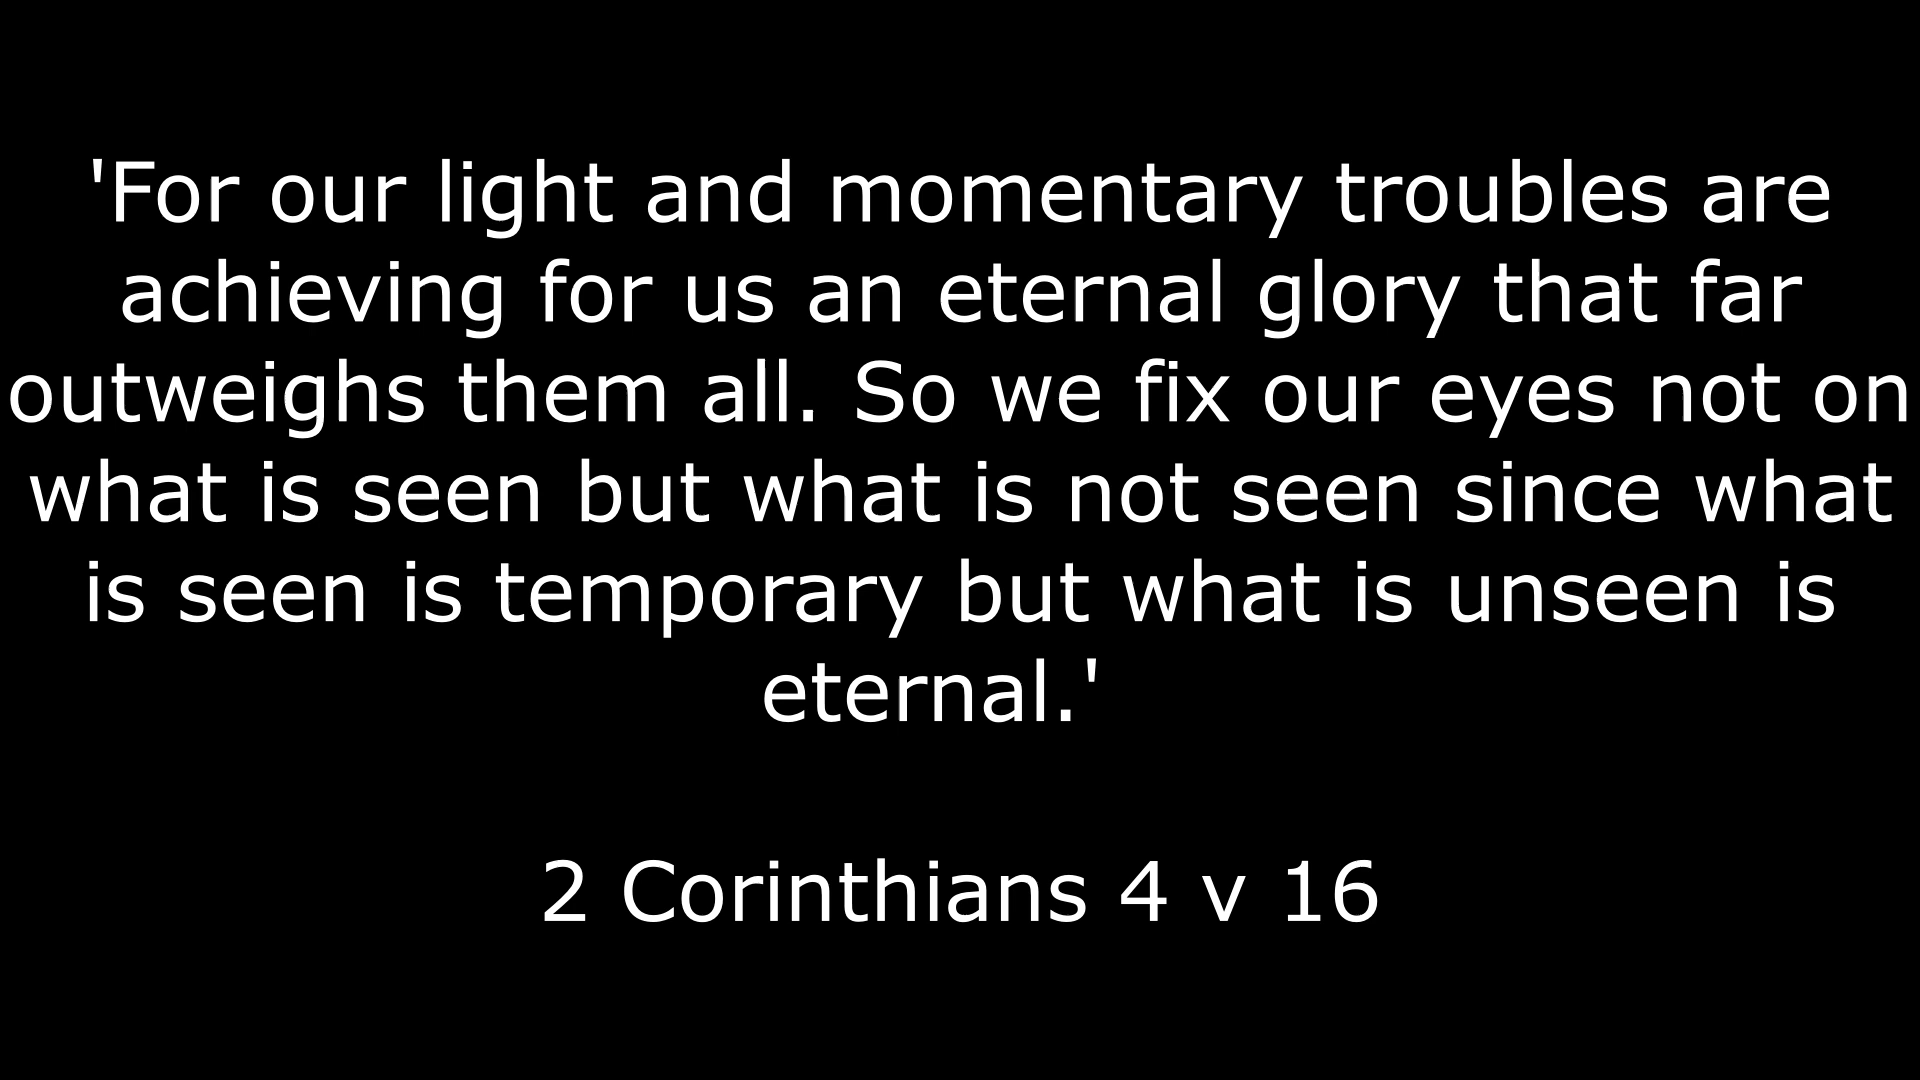 'For our light and momentary troubles are
achieving for us an eternal glory that far
outweighs them all. So we fix our eyes not on
what is seen but what is not seen since what
is seen is temporary but what is unseen is
eternal.'
2 Corinthians 4 v 16